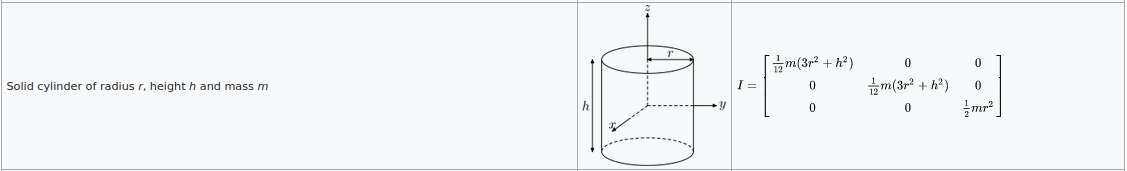 Solid cylinder of radius r, height h and mass m
z
r
h
y
x
I = [ 1/12 m(3r² + h²) 0 0
0 1/12 m(3r² + h²) 0
0 0 1/2 mr² ]